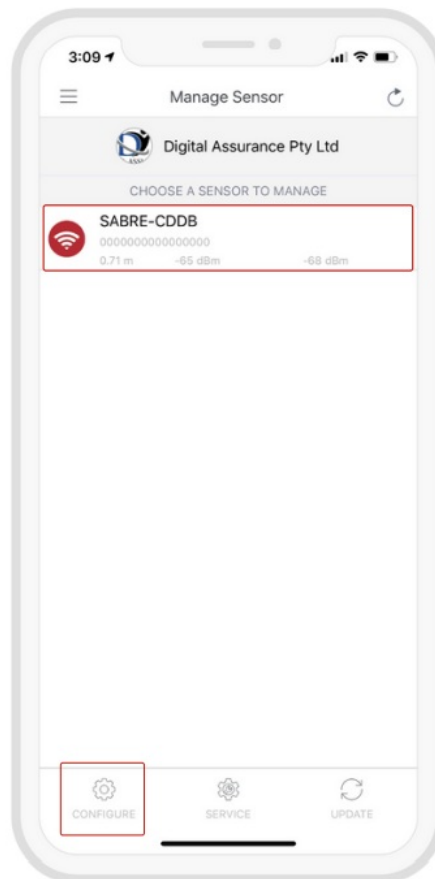 3:09
Manage Sensor
Digital Assurance Pty Ltd
CHOOSE A SENSOR TO MANAGE
SABRE-CDDB
0000000000000000
0.71 m -65 dBm -68 dBm
CONFIGURE SERVICE UPDATE